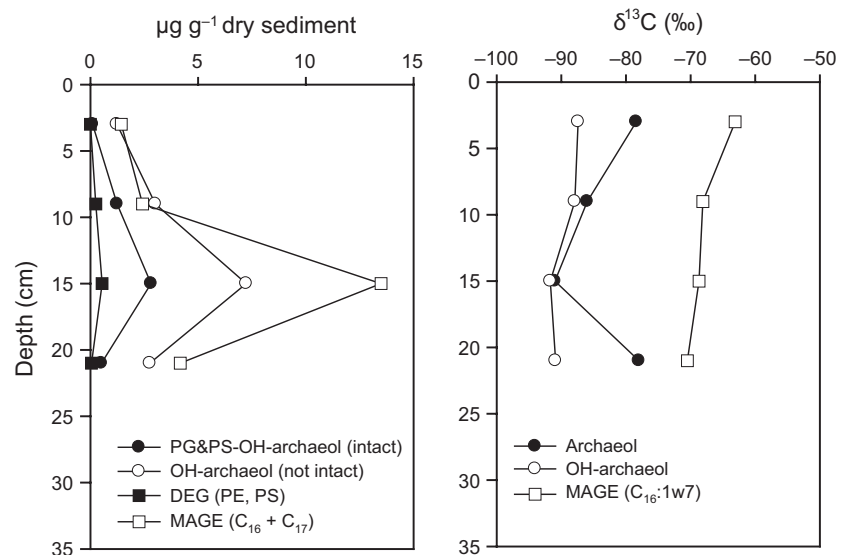 µg g⁻¹ dry sediment
0 5 10 15
0
5
10
15
20
25
30
35
Depth (cm)
PG&PS-OH-archaeol (intact)
OH-archaeol (not intact)
DEG (PE, PS)
MAGE (C₁₆ + C₁₇)
δ¹³C (‰)
–100 –90 –80 –70 –60 –50
0
5
10
15
20
25
30
35
Archaeol
OH-archaeol
MAGE (C₁₆:1w7)